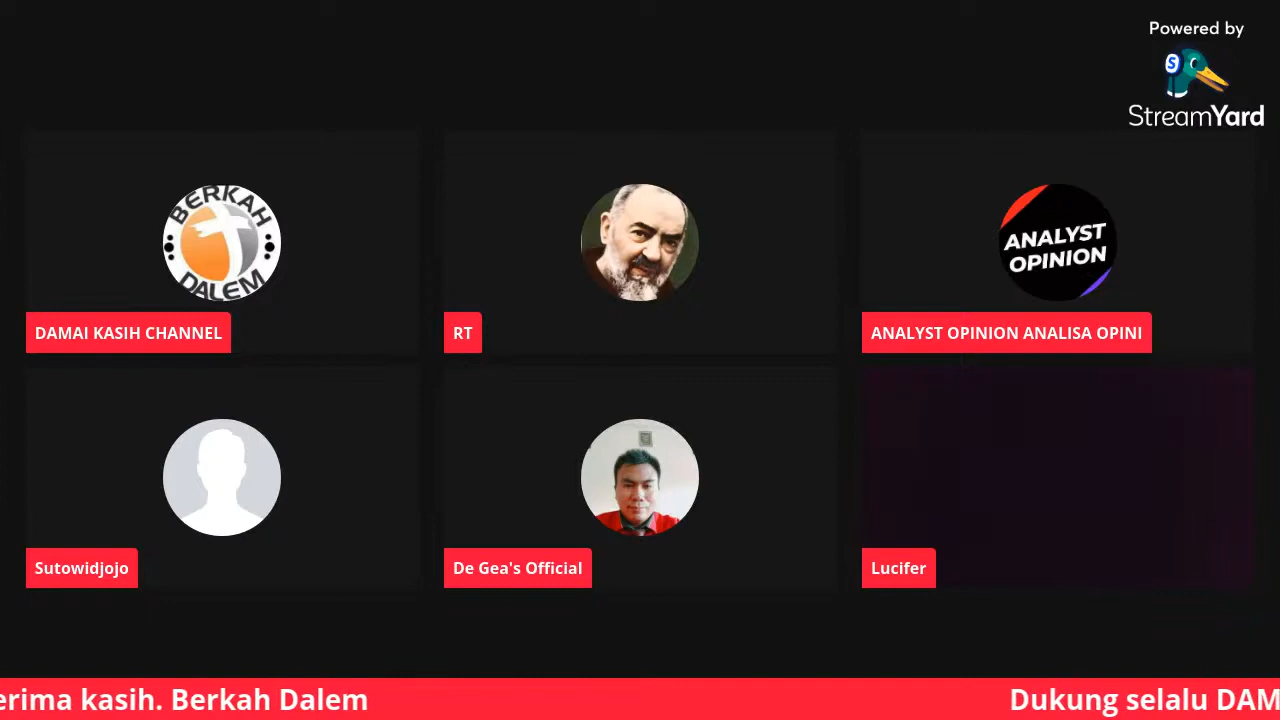 Powered by
StreamYard
BERKAH
DALEM
ANALYST
OPINION
DAMAI KASIH CHANNEL
RT
ANALYST OPINION ANALISA OPINI
Sutowidjojo
De Gea's Official
Lucifer
erima kasih. Berkah Dalem
Dukung selalu DAM